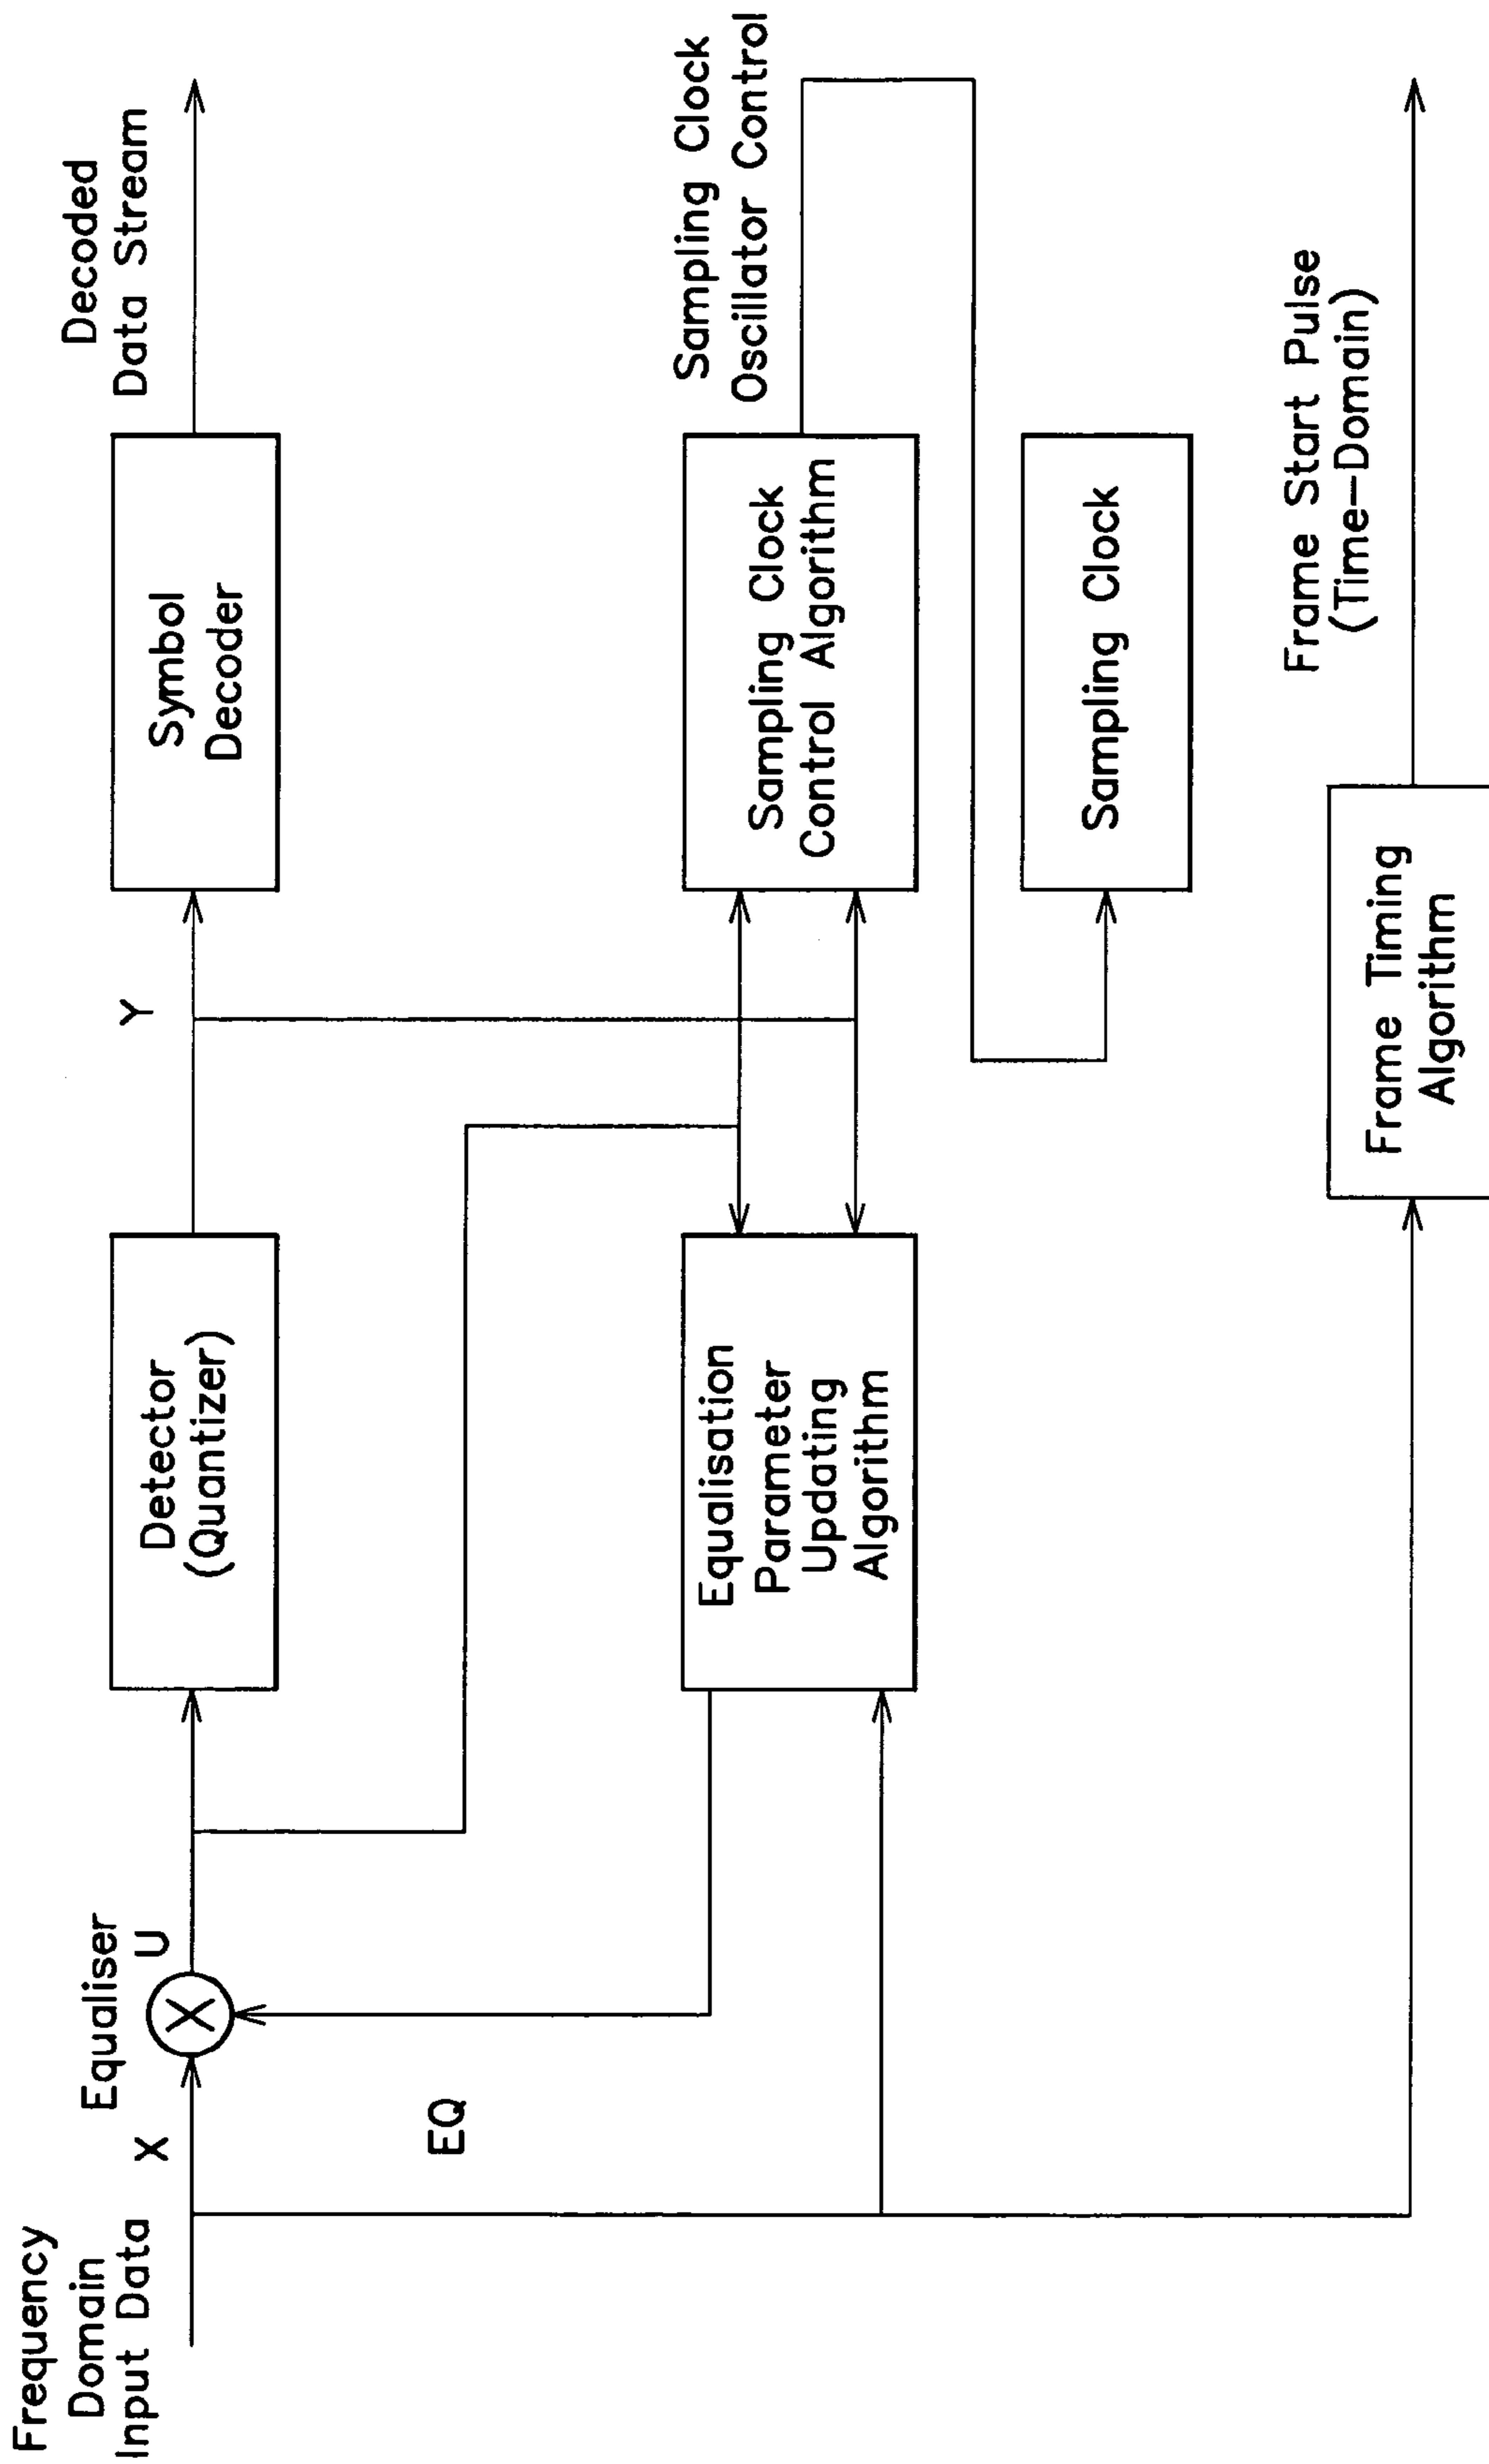 Frequency
Domain
Input Data
X
Equaliser
U
EQ
Detector
(Quantizer)
Y
Symbol
Decoder
Decoded
Data Stream
Equalisation
Parameter
Updating
Algorithm
Sampling Clock
Control Algorithm
Sampling Clock
Oscillator Control
Sampling Clock
Frame Timing
Algorithm
Frame Start Pulse
(Time-Domain)